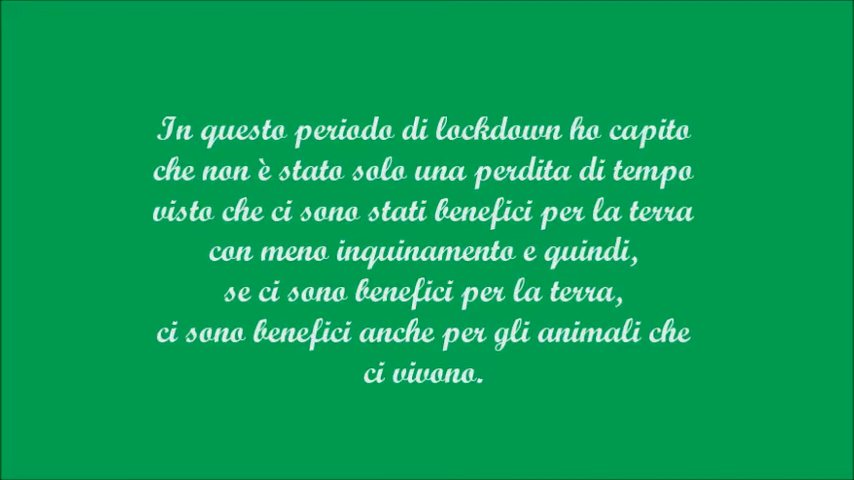 In questo periodo di lockdown ho capito
che non è stato solo una perdita di tempo
visto che ci sono stati benefici per la terra
con meno inquinamento e quindi,
se ci sono benefici per la terra,
ci sono benefici anche per gli animali che
ci vivono.